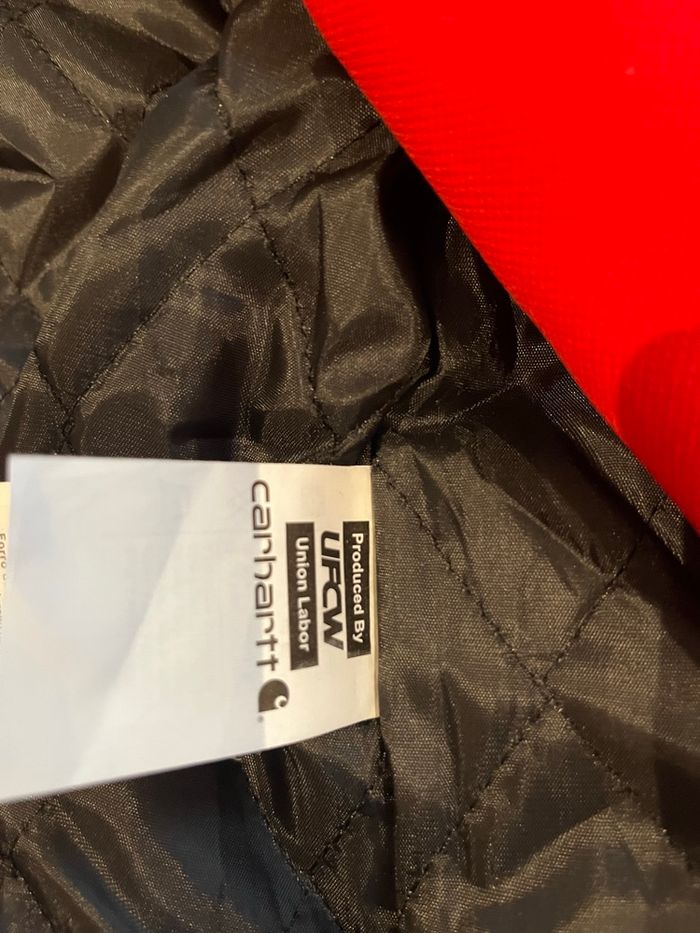 Produced By
UFCW
Union Labor
carhartt